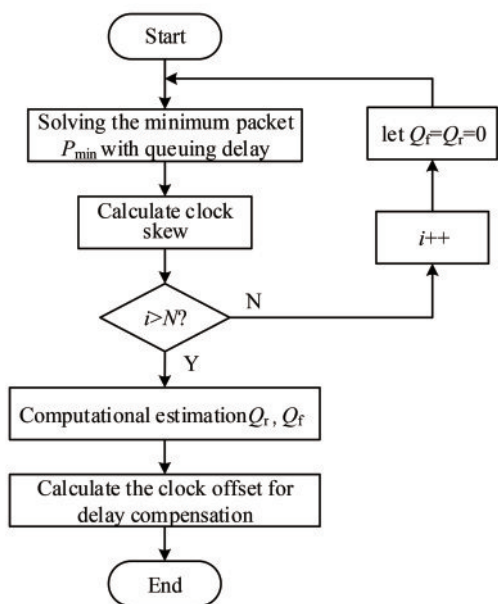 Start
Solving the minimum packet
Pmin with queuing delay
let Qf=Qr=0
Calculate clock
skew
i++
i>N?
N
Y
Computational estimationQr , Qf
Calculate the clock offset for
delay compensation
End